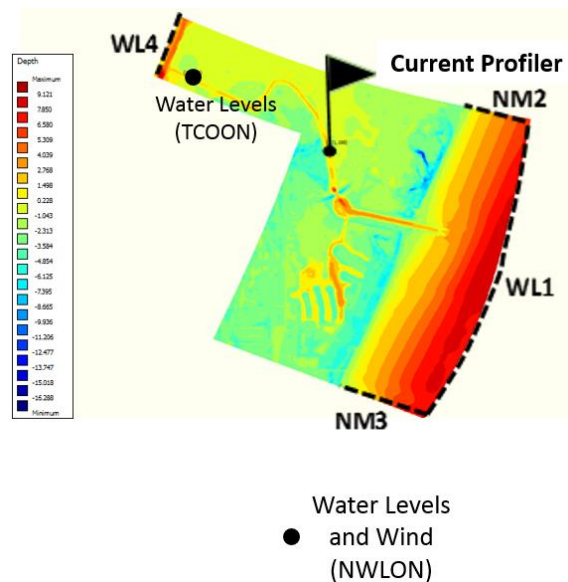 WL4
Current Profiler
NM2
Water Levels
(TCOON)
Depth
Maximum
9.121
7.850
6.580
5.309
4.039
2.768
1.498
0.228
-1.043
-2.313
-3.584
-4.854
-6.125
-7.395
-8.665
-9.936
-11.206
-12.477
-13.747
-15.018
-16.288
Minimum
WL1
NM3
Water Levels
and Wind
(NWLON)